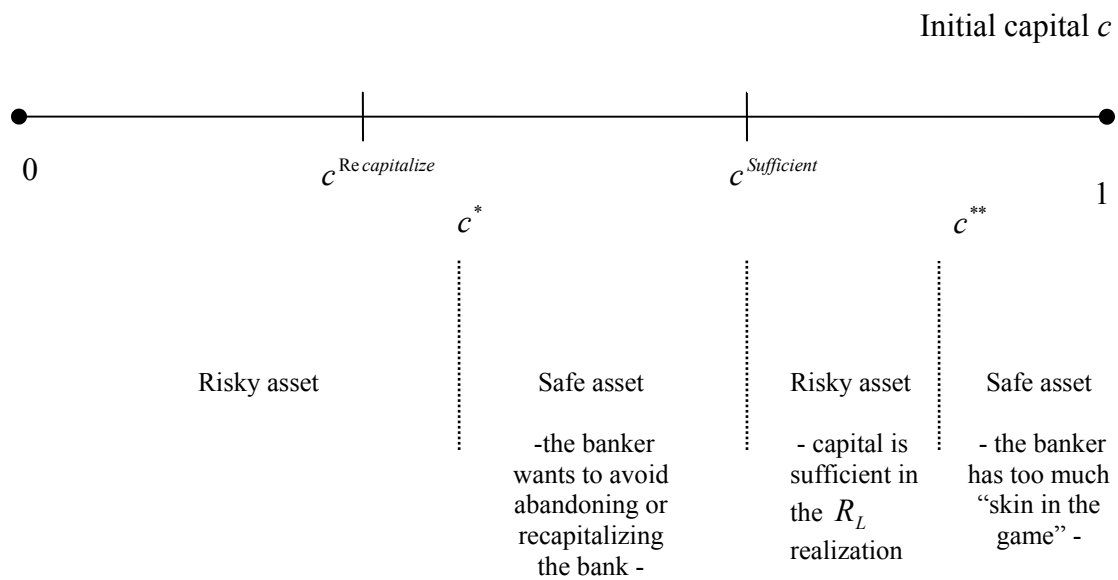 Initial capital c
0
c^Recapitalize
c^Sufficient
1
c^*
c^**
Risky asset
Safe asset
Risky asset
Safe asset
-the banker
wants to avoid
abandoning or
recapitalizing
the bank -
- capital is
sufficient in
the R_L
realization
- the banker
has too much
“skin in the
game” -